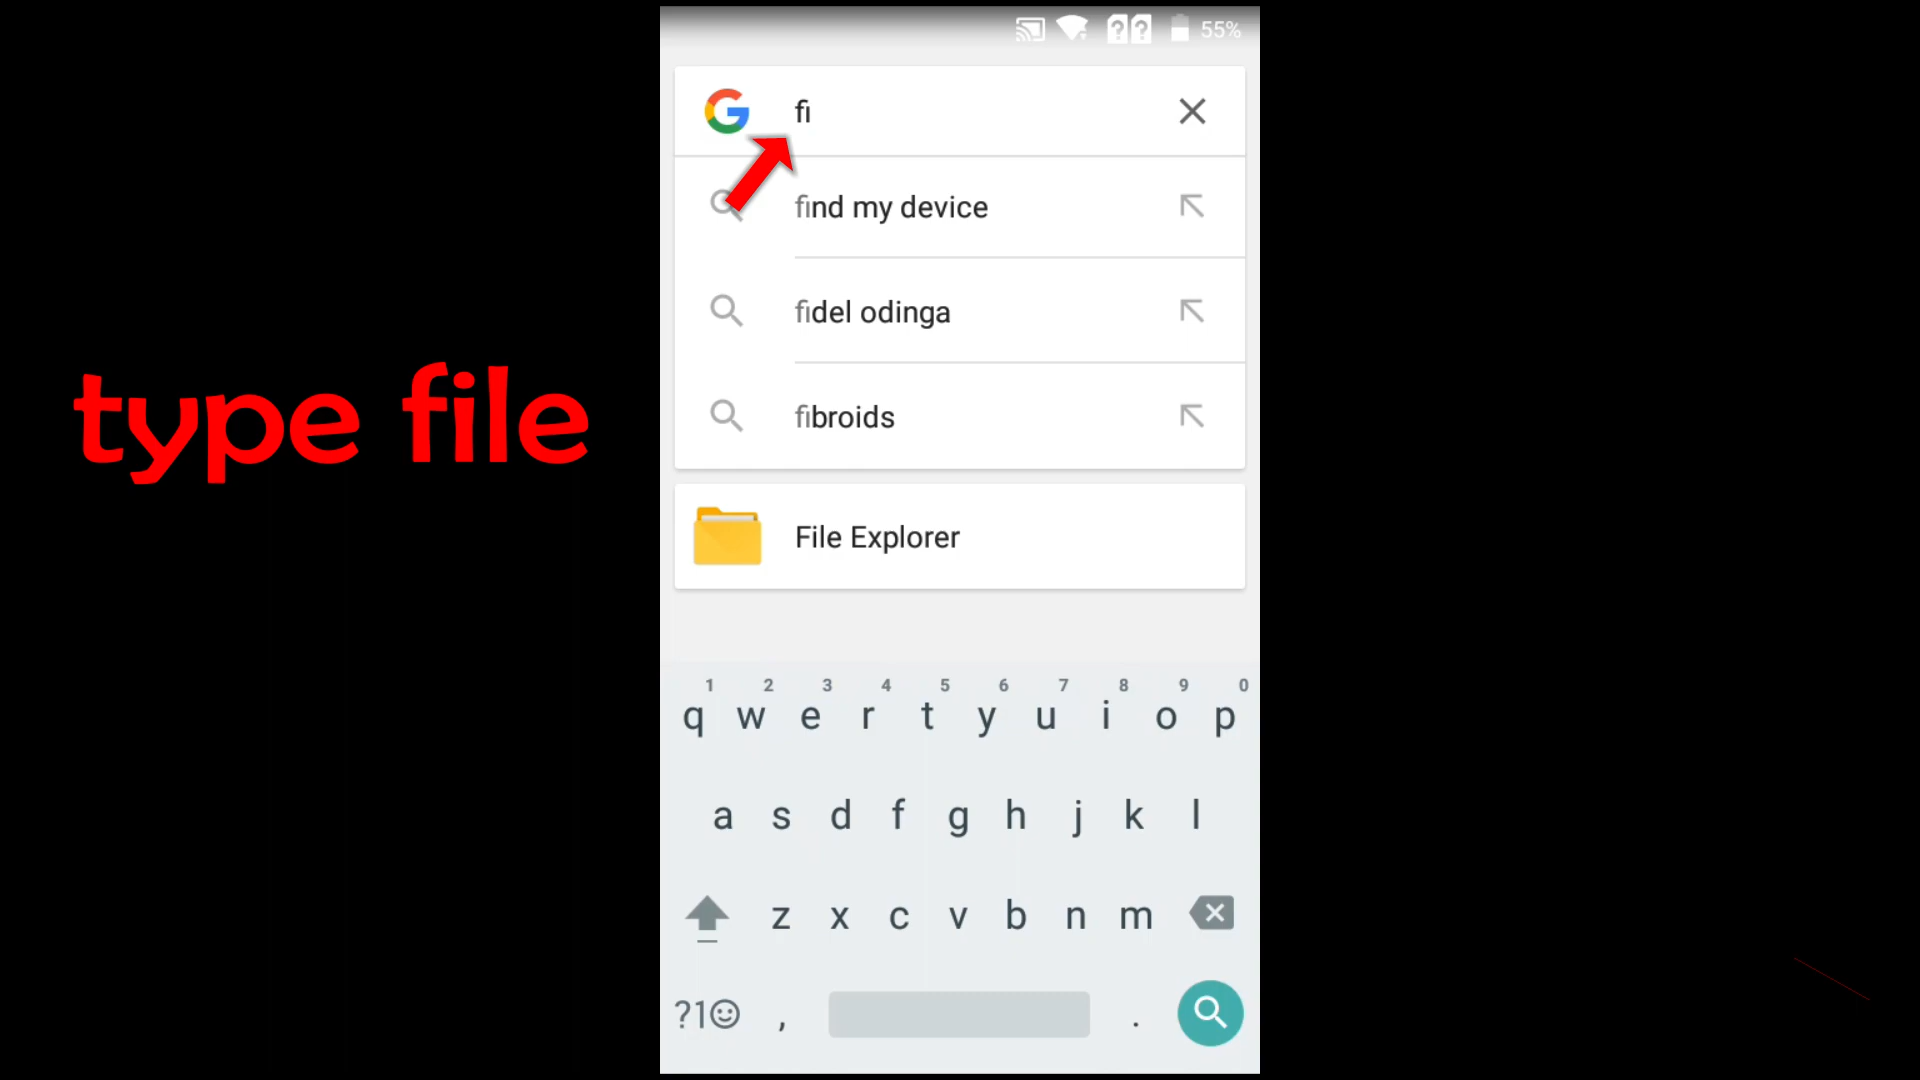 55%
fi
find my device
fidel odinga
fibroids
type file
File Explorer
1 2 3 4 5 6 7 8 9 0
q w e r t y u i o p
a s d f g h j k l
z x c v b n m
?1☺ , .